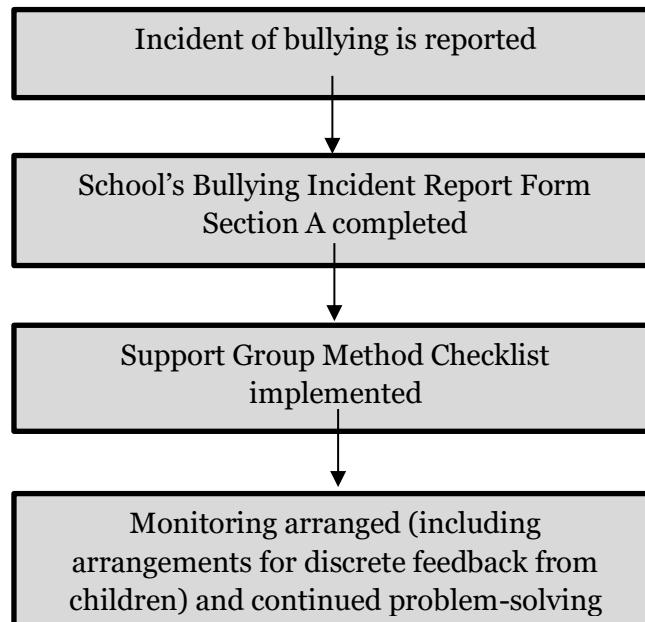 Incident of bullying is reported
School’s Bullying Incident Report Form
Section A completed
Support Group Method Checklist
implemented
Monitoring arranged (including
arrangements for discrete feedback from
children) and continued problem-solving